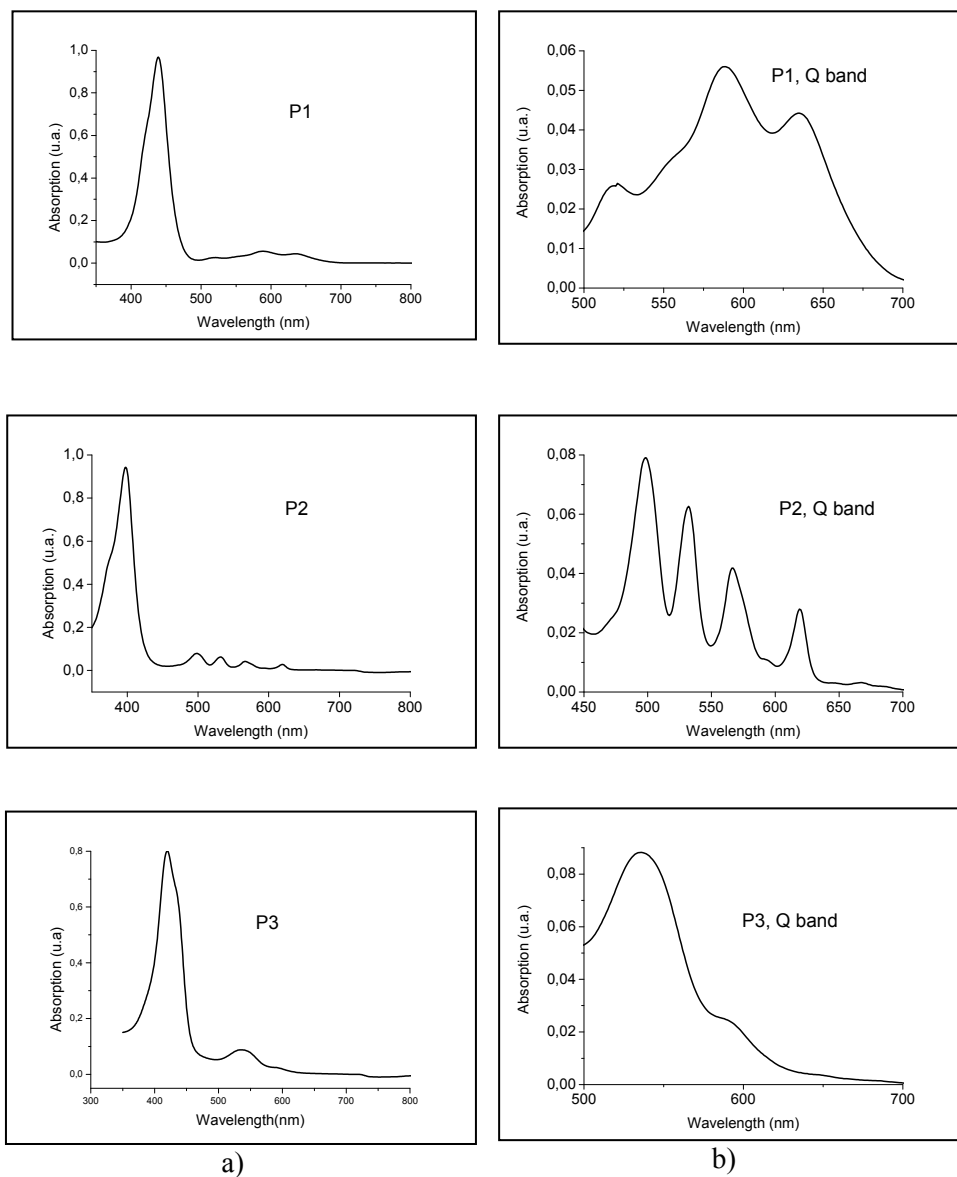 1,0
0,8
0,6
0,4
0,2
0,0
400 500 600 700 800
Absorption (u.a.)
Wavelength (nm)
P1
0,06
0,05
0,04
0,03
0,02
0,01
0,00
500 550 600 650 700
Absorption (u.a.)
Wavelength (nm)
P1, Q band
1,0
0,8
0,6
0,4
0,2
0,0
400 500 600 700 800
Absorption (u.a.)
Wavelength (nm)
P2
0,08
0,06
0,04
0,02
0,00
450 500 550 600 650 700
Absorption (u.a.)
Wavelength (nm)
P2, Q band
0,8
0,6
0,4
0,2
0,0
300 400 500 600 700 800
Absorption (u.a)
Wavelength(nm)
P3
0,08
0,06
0,04
0,02
0,00
500 600 700
Absorption (u.a.)
Wavelength (nm)
P3, Q band
a)
b)